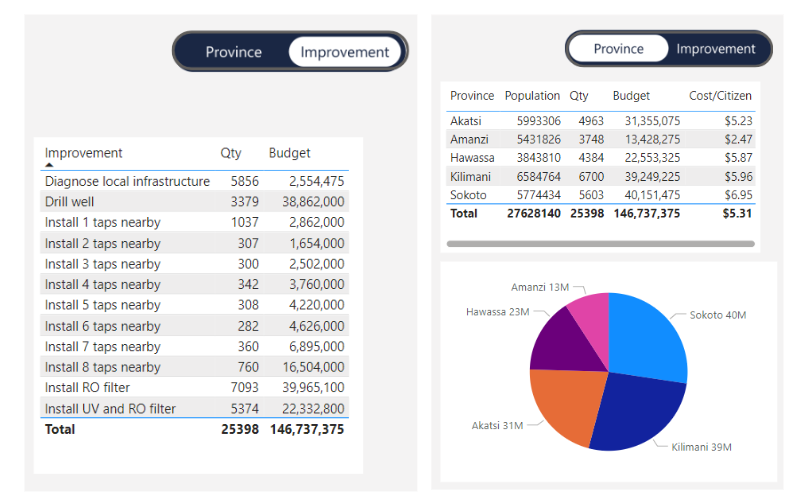 Province Improvement
Improvement Qty Budget
Diagnose local infrastructure 5856 2,554,475
Drill well 3379 38,862,000
Install 1 taps nearby 1037 2,862,000
Install 2 taps nearby 307 1,654,000
Install 3 taps nearby 300 2,502,000
Install 4 taps nearby 342 3,760,000
Install 5 taps nearby 308 4,220,000
Install 6 taps nearby 282 4,626,000
Install 7 taps nearby 360 6,895,000
Install 8 taps nearby 760 16,504,000
Install RO filter 7093 39,965,100
Install UV and RO filter 5374 22,332,800
Total 25398 146,737,375
Province Improvement
Province Population Qty Budget Cost/Citizen
Akatsi 5993306 4963 31,355,075 $5.23
Amanzi 5431826 3748 13,428,275 $2.47
Hawassa 3843810 4384 22,553,325 $5.87
Kilimani 6584764 6700 39,249,225 $5.96
Sokoto 5774434 5603 40,151,475 $6.95
Total 27628140 25398 146,737,375 $5.31
Amanzi 13M
Hawassa 23M
Sokoto 40M
Akatsi 31M
Kilimani 39M